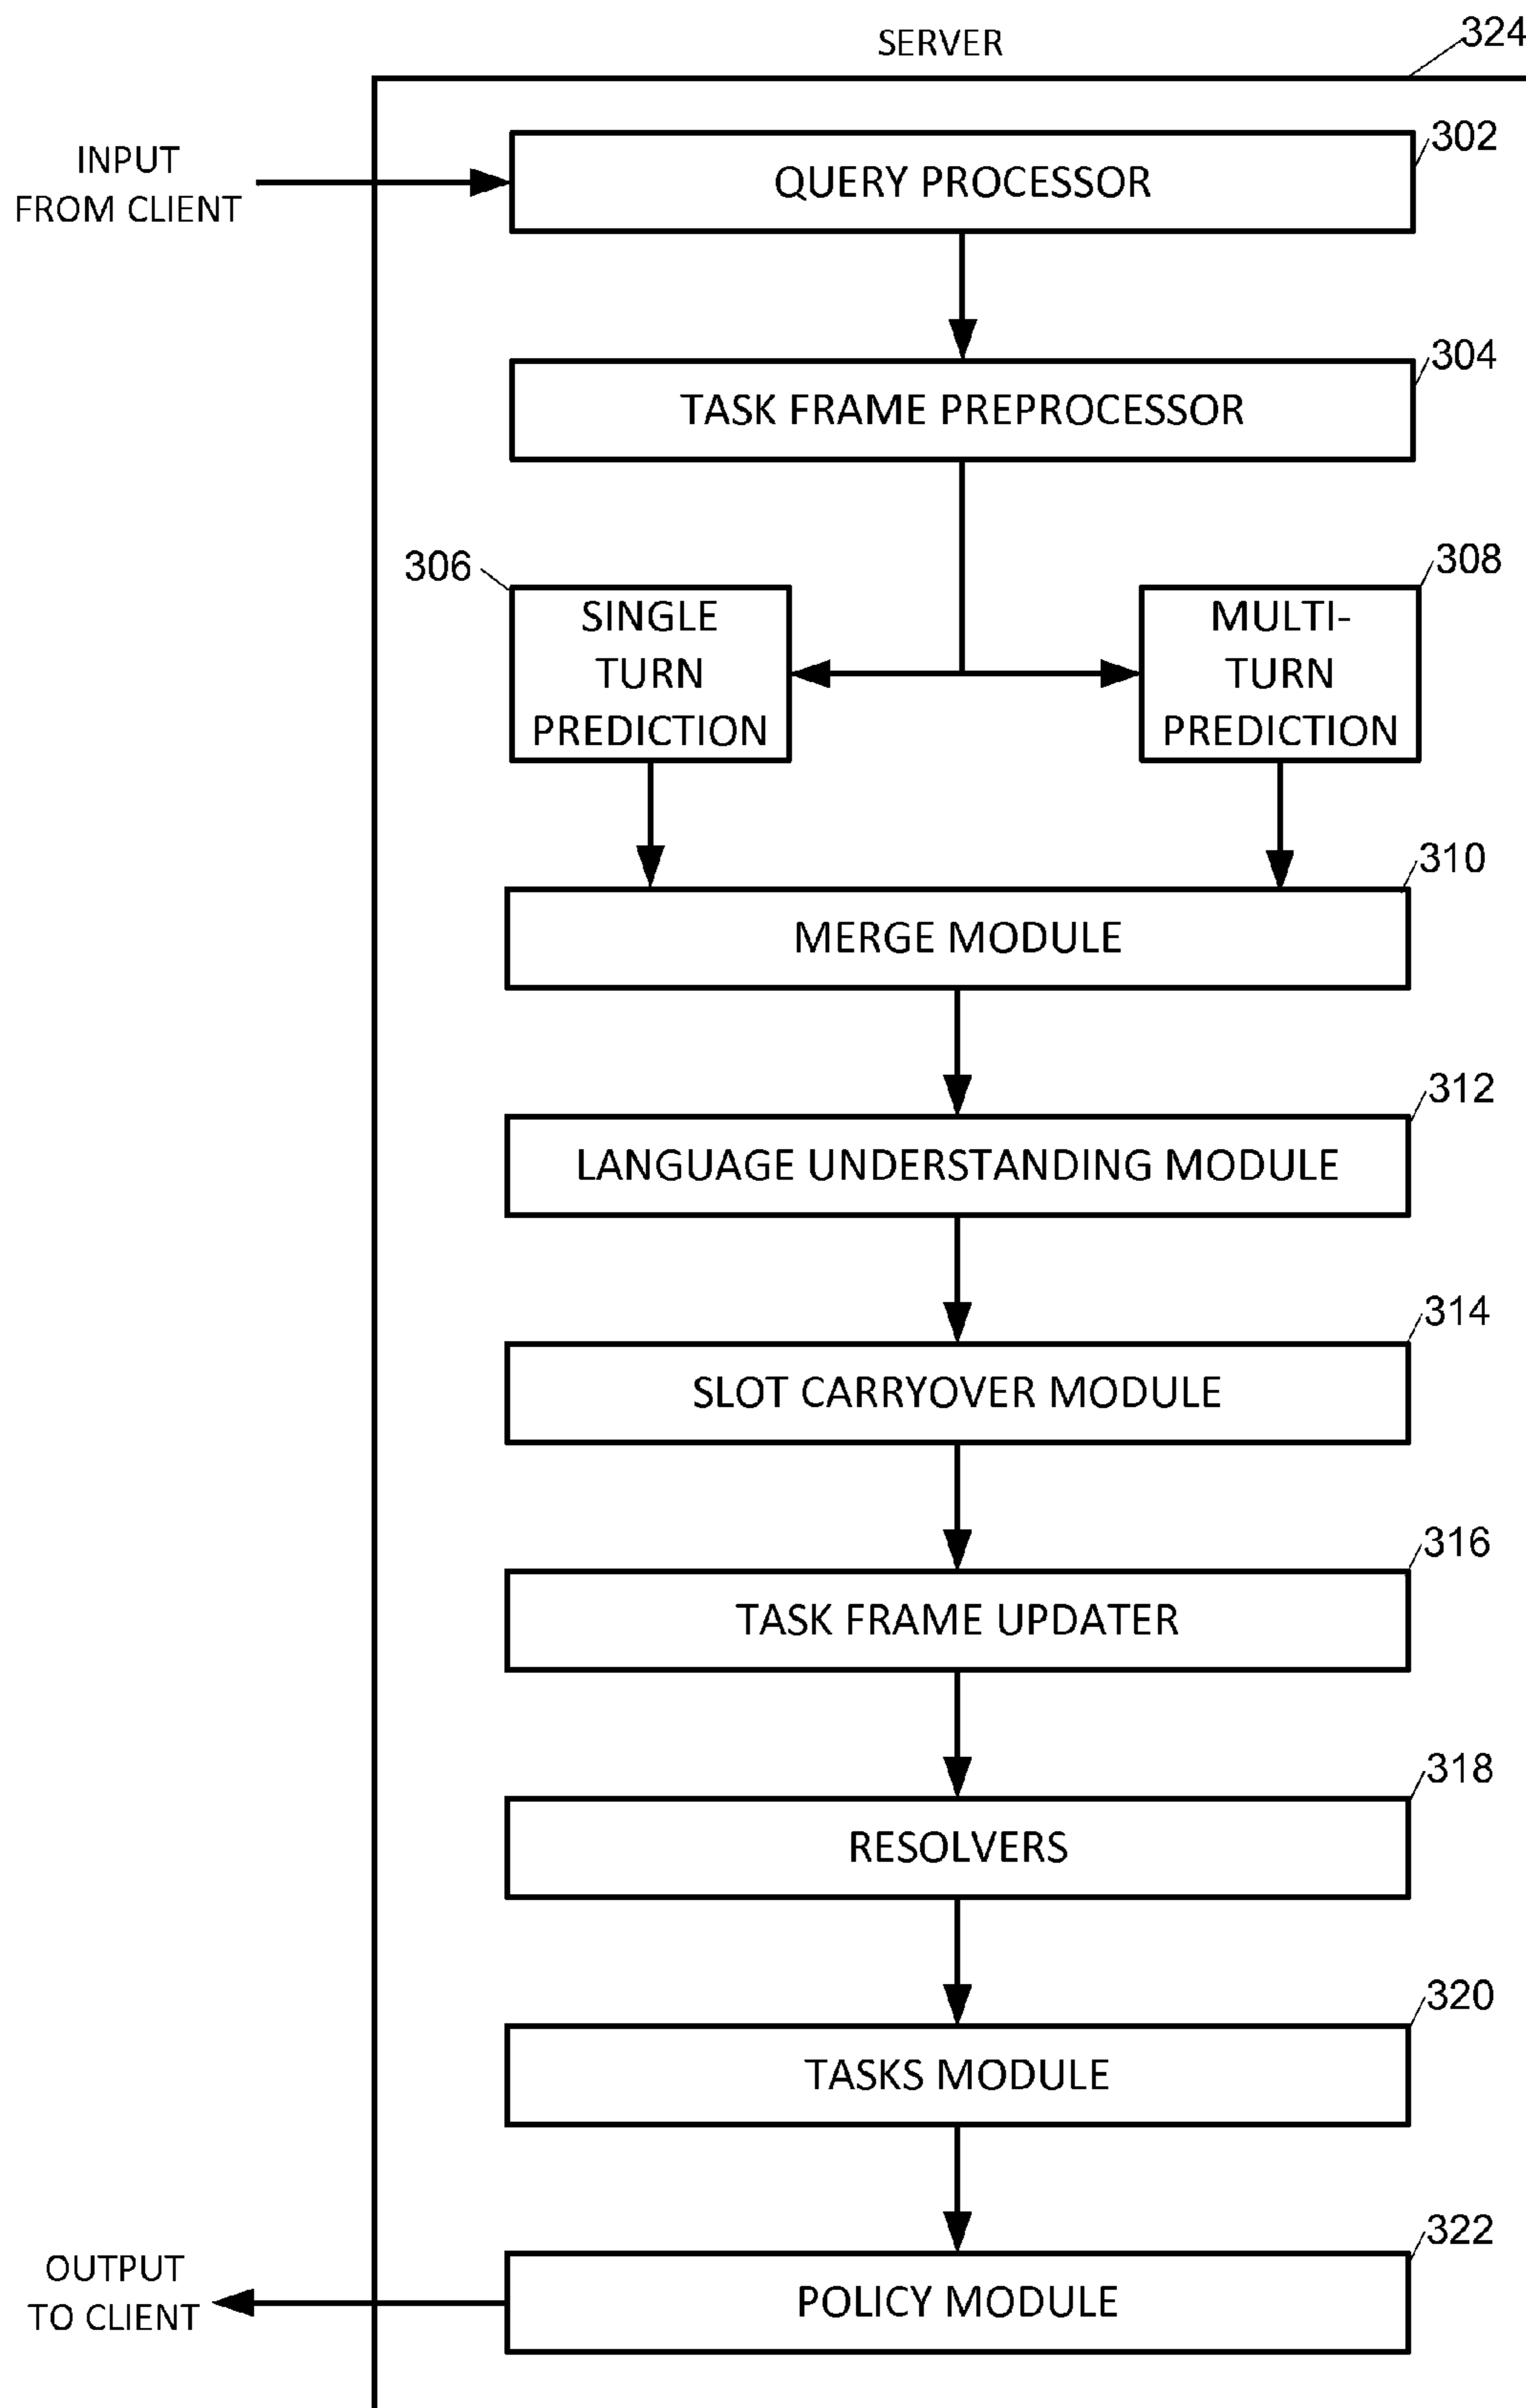 SERVER
324
INPUT
FROM CLIENT
302
QUERY PROCESSOR
304
TASK FRAME PREPROCESSOR
306
SINGLE
TURN
PREDICTION
308
MULTI-
TURN
PREDICTION
310
MERGE MODULE
312
LANGUAGE UNDERSTANDING MODULE
314
SLOT CARRYOVER MODULE
316
TASK FRAME UPDATER
318
RESOLVERS
320
TASKS MODULE
322
POLICY MODULE
OUTPUT
TO CLIENT